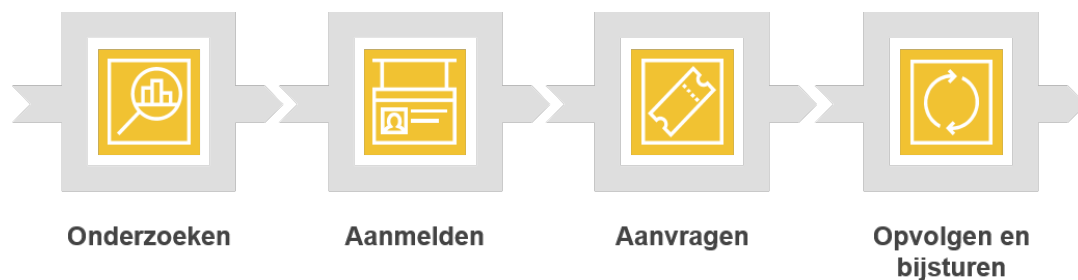 Onderzoeken
Aanmelden
Aanvragen
Opvolgen en
bijsturen